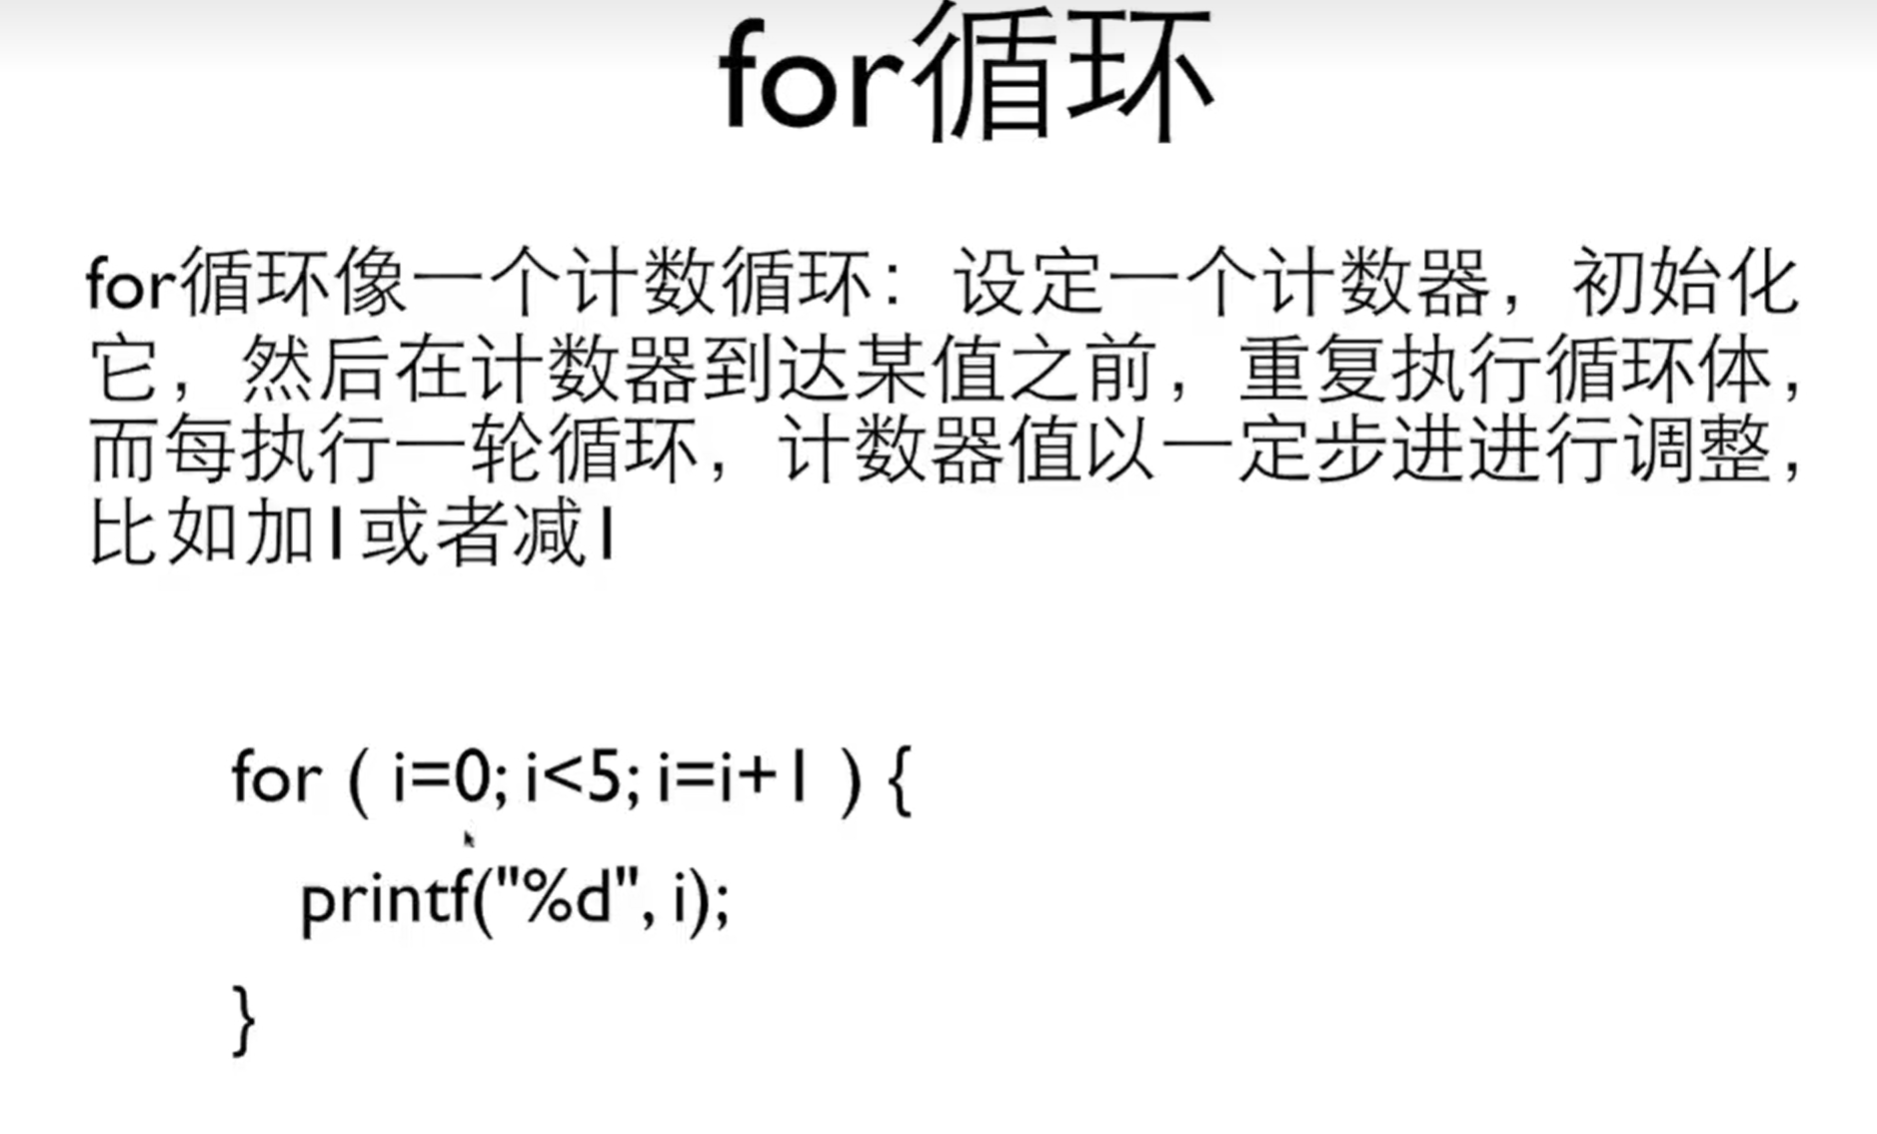 for循环
for循环像一个计数循环：设定一个计数器，初始化
它，然后在计数器到达某值之前，重复执行循环体，
而每执行一轮循环，计数器值以一定步进进行调整，
比如加1或者减1
for ( i=0; i<5; i=i+1 ) {
printf("%d", i);
}